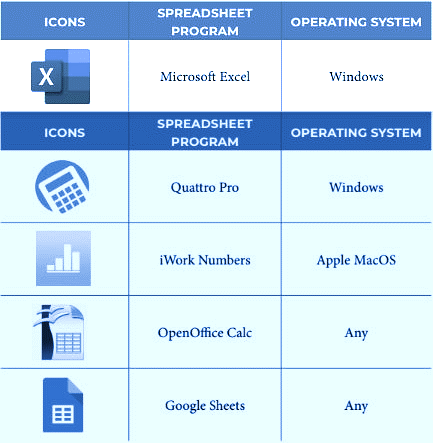 ICONS SPREADSHEET PROGRAM OPERATING SYSTEM
X Microsoft Excel Windows
ICONS SPREADSHEET PROGRAM OPERATING SYSTEM
Quattro Pro Windows
iWork Numbers Apple MacOS
OpenOffice Calc Any
Google Sheets Any